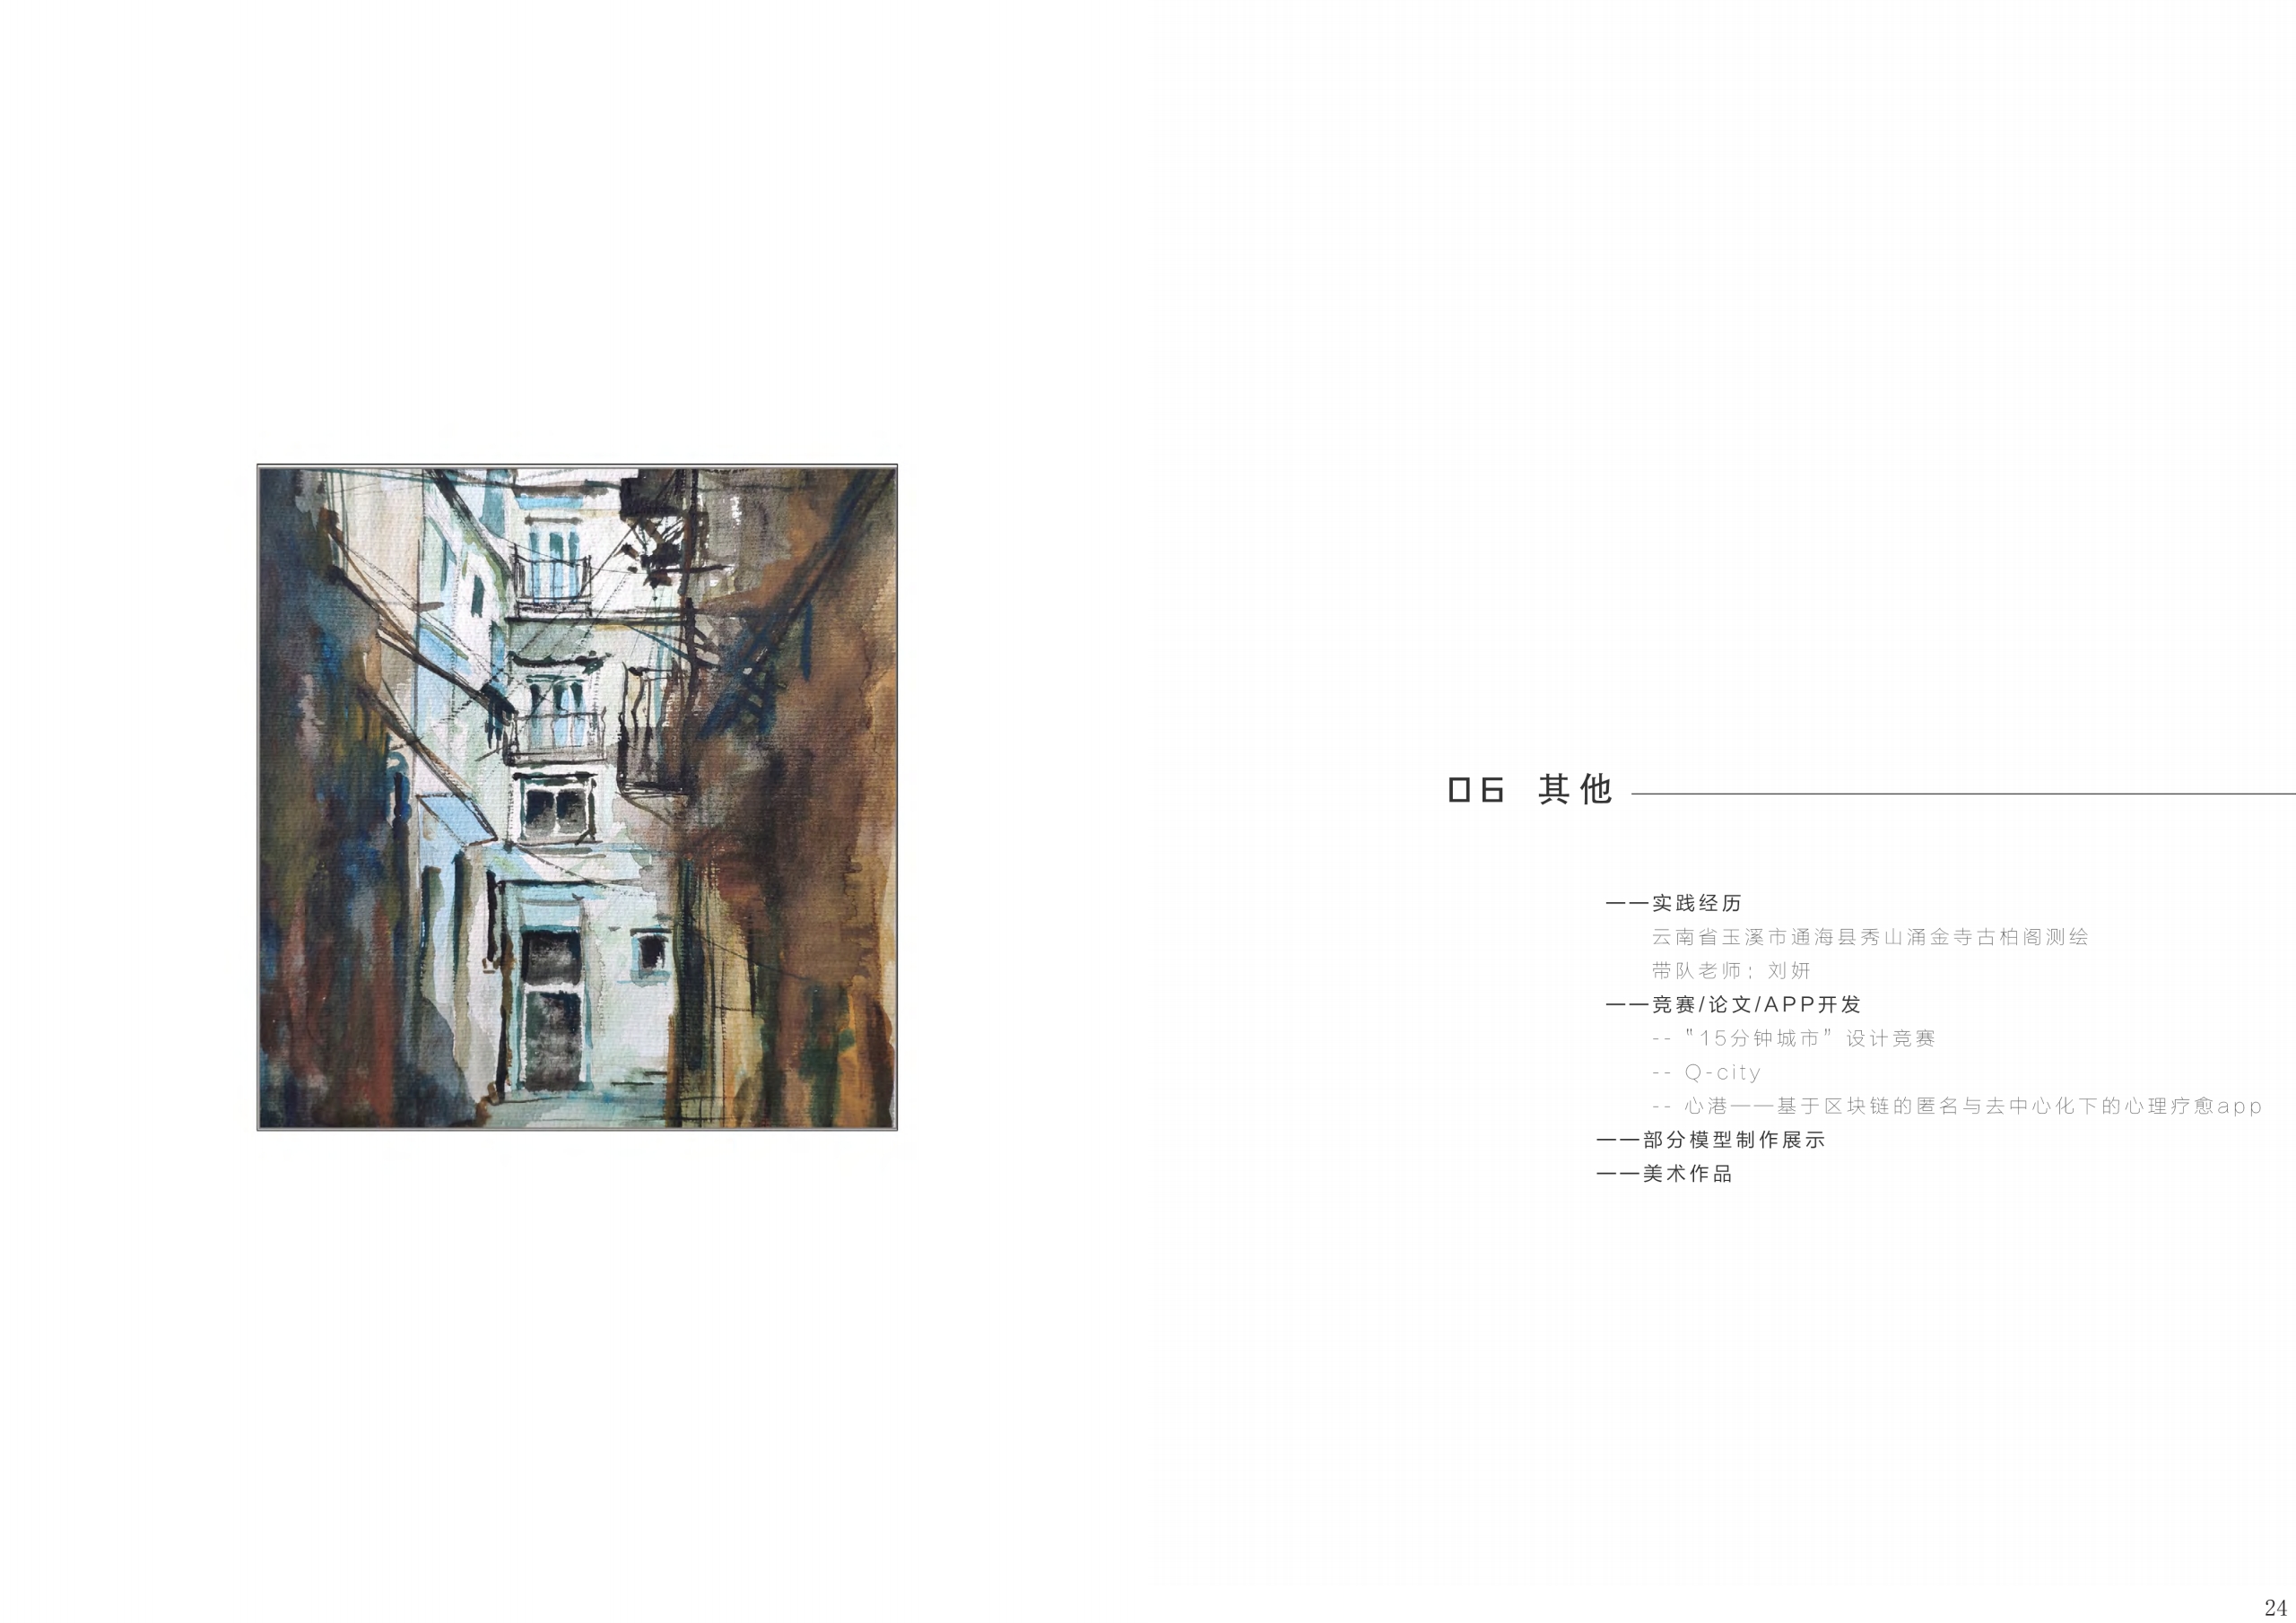 06 其他
——实践经历
云南省玉溪市通海县秀山涌金寺古柏阁测绘
带队老师：刘妍
——竞赛/论文/APP开发
-- “15分钟城市”设计竞赛
-- Q-city
-- 心港——基于区块链的匿名与去中心化下的心理疗愈app
——部分模型制作展示
——美术作品
24